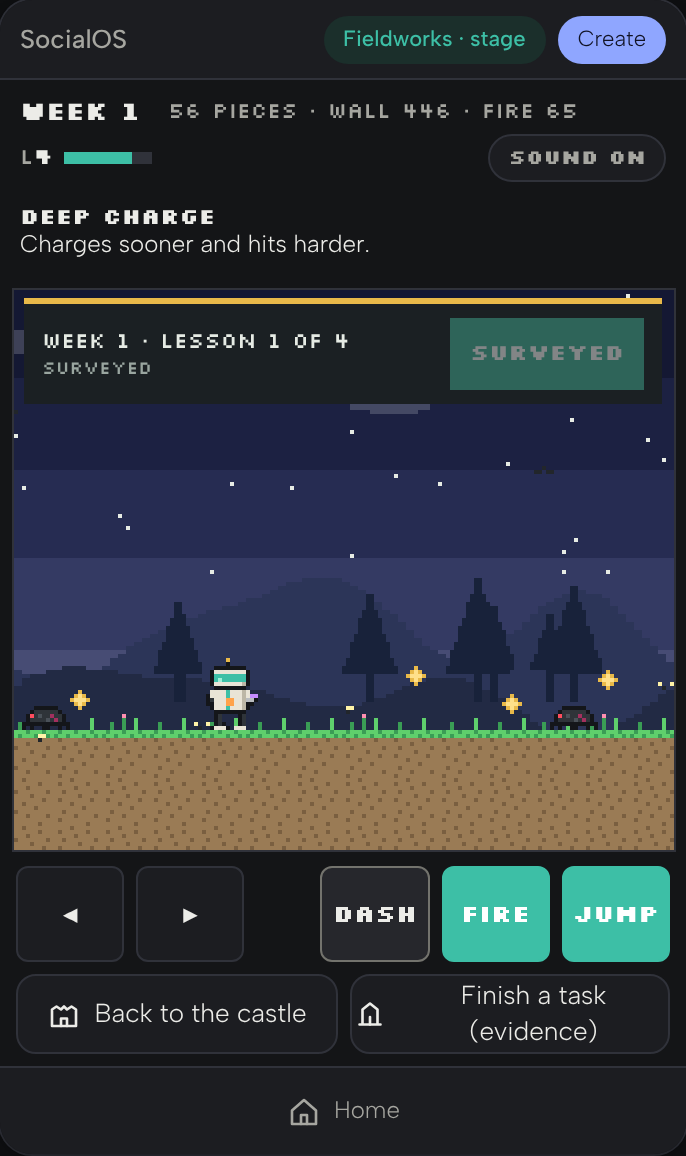 SocialOS
Fieldworks · stage
Create
WEEK 1
56 PIECES · WALL 446 · FIRE 65
L4
SOUND ON
DEEP CHARGE
Charges sooner and hits harder.
WEEK 1 · LESSON 1 OF 4
SURVEYED
SURVEYED
DASH
FIRE
JUMP
Back to the castle
Finish a task
(evidence)
Home